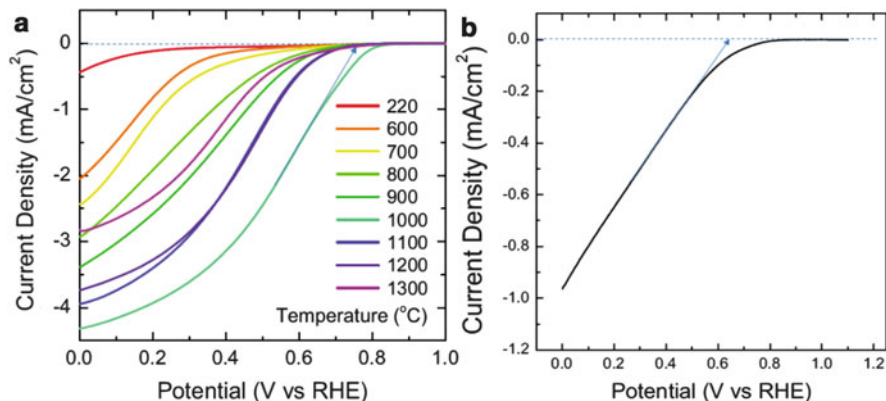 a
0
-1
-2
-3
-4
Current Density (mA/cm²)
220
600
700
800
900
1000
1100
1200
1300
Temperature (°C)
0.0 0.2 0.4 0.6 0.8 1.0
Potential (V vs RHE)
b
0.0
-0.2
-0.4
-0.6
-0.8
-1.0
-1.2
Current Density (mA/cm²)
0.0 0.2 0.4 0.6 0.8 1.0 1.2
Potential (V vs RHE)